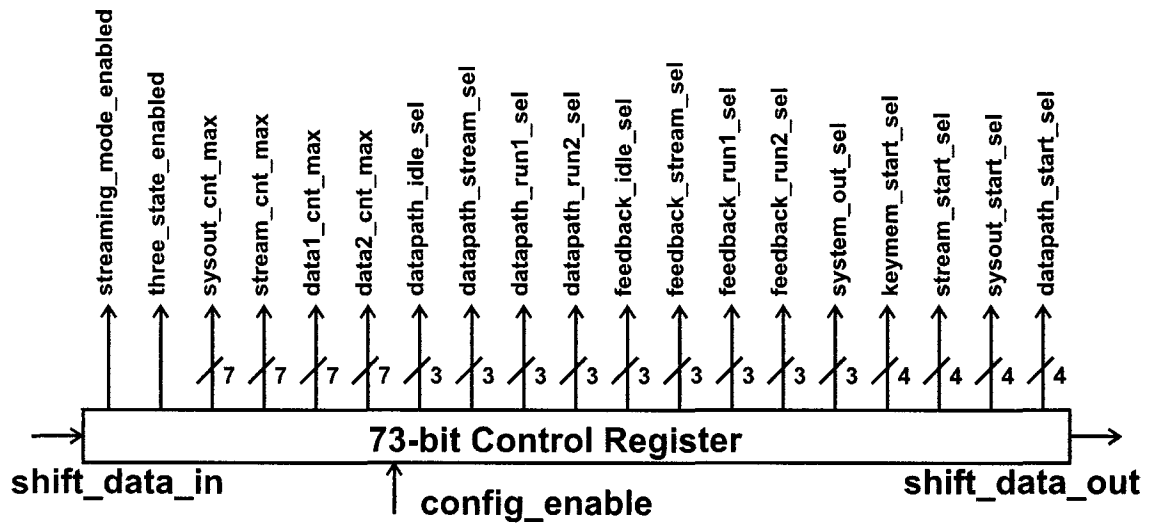 streaming_mode_enabled
three_state_enabled
sysout_cnt_max
stream_cnt_max
data1_cnt_max
data2_cnt_max
datapath_idle_sel
datapath_stream_sel
datapath_run1_sel
datapath_run2_sel
feedback_idle_sel
feedback_stream_sel
feedback_run1_sel
feedback_run2_sel
system_out_sel
keymem_start_sel
stream_start_sel
sysout_start_sel
datapath_start_sel
7 7 7 7 3 3 3 3 3 3 3 3 3 4 4 4 4
73-bit Control Register
shift_data_in
config_enable
shift_data_out